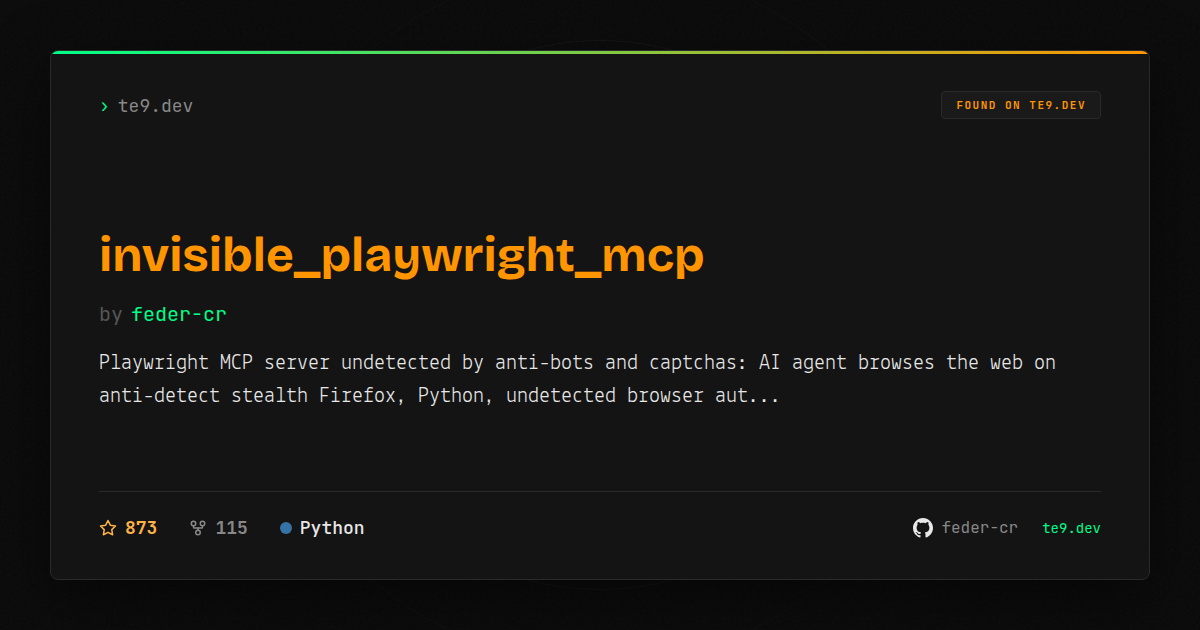 › te9.dev
FOUND ON TE9.DEV
invisible_playwright_mcp
by feder-cr
Playwright MCP server undetected by anti-bots and captchas: AI agent browses the web on
anti-detect stealth Firefox, Python, undetected browser aut...
873 115 Python
feder-cr te9.dev